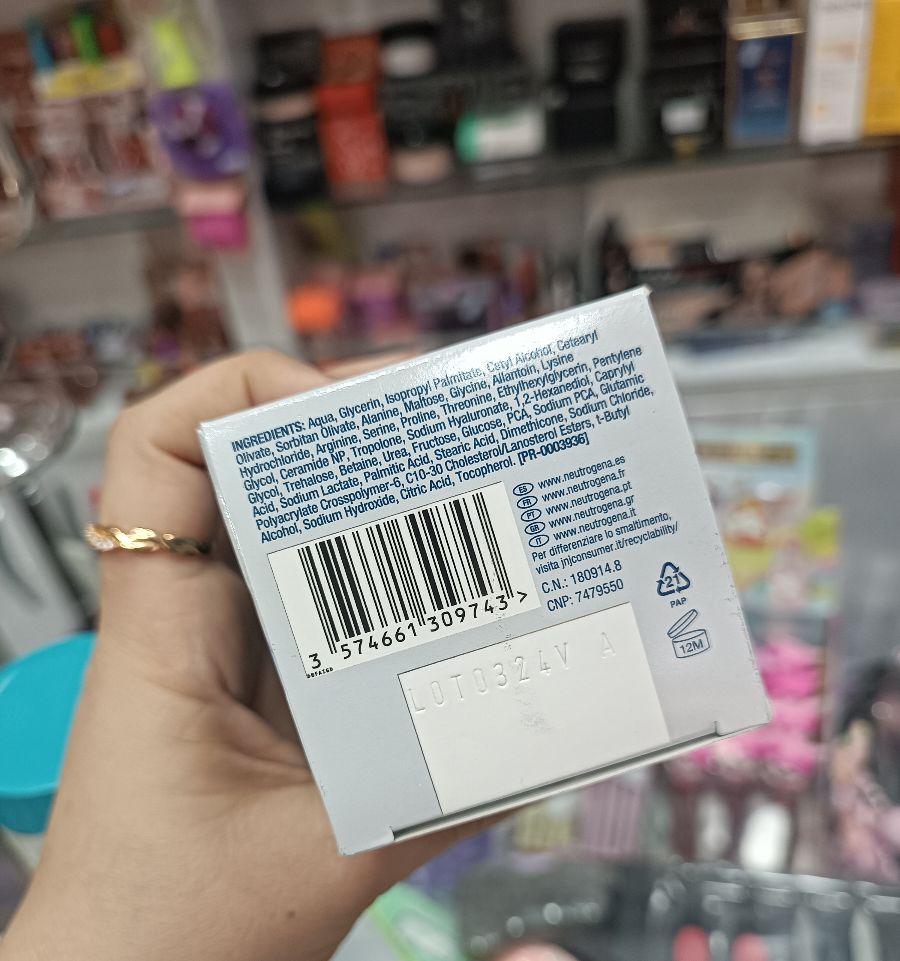 INGREDIENTS: Aqua, Glycerin, Isopropyl Palmitate, Cetyl Alcohol, Cetearyl
Olivate, Sorbitan Olivate, Alanine, Maltose, Glycine, Allantoin, Lysine
Hydrochloride, Arginine, Serine, Proline, Threonine, Ethylhexylglycerin, Pentylene
Glycol, Ceramide NP, Tropolone, Sodium Hyaluronate, 1,2-Hexanediol, Caprylyl
Glycol, Trehalose, Betaine, Urea, Fructose, Glucose, PCA, Sodium PCA, Glutamic
Acid, Sodium Lactate, Palmitic Acid, Stearic Acid, Dimethicone, Sodium Chloride,
Polyacrylate Crosspolymer-6, C10-30 Cholesterol/Lanosterol Esters, t-Butyl
Alcohol, Sodium Hydroxide, Citric Acid, Tocopherol. [PR-0003936]
ES www.neutrogena.es
FR www.neutrogena.fr
PT www.neutrogena.pt
GR www.neutrogena.gr
IT www.neutrogena.it
Per differenziare lo smaltimento,
visita jnjconsumer.it/recyclability/
C.N.: 180914.8
CNP: 7479550
3 574661 309743 >
21
PAP
12M
LOT0324V A